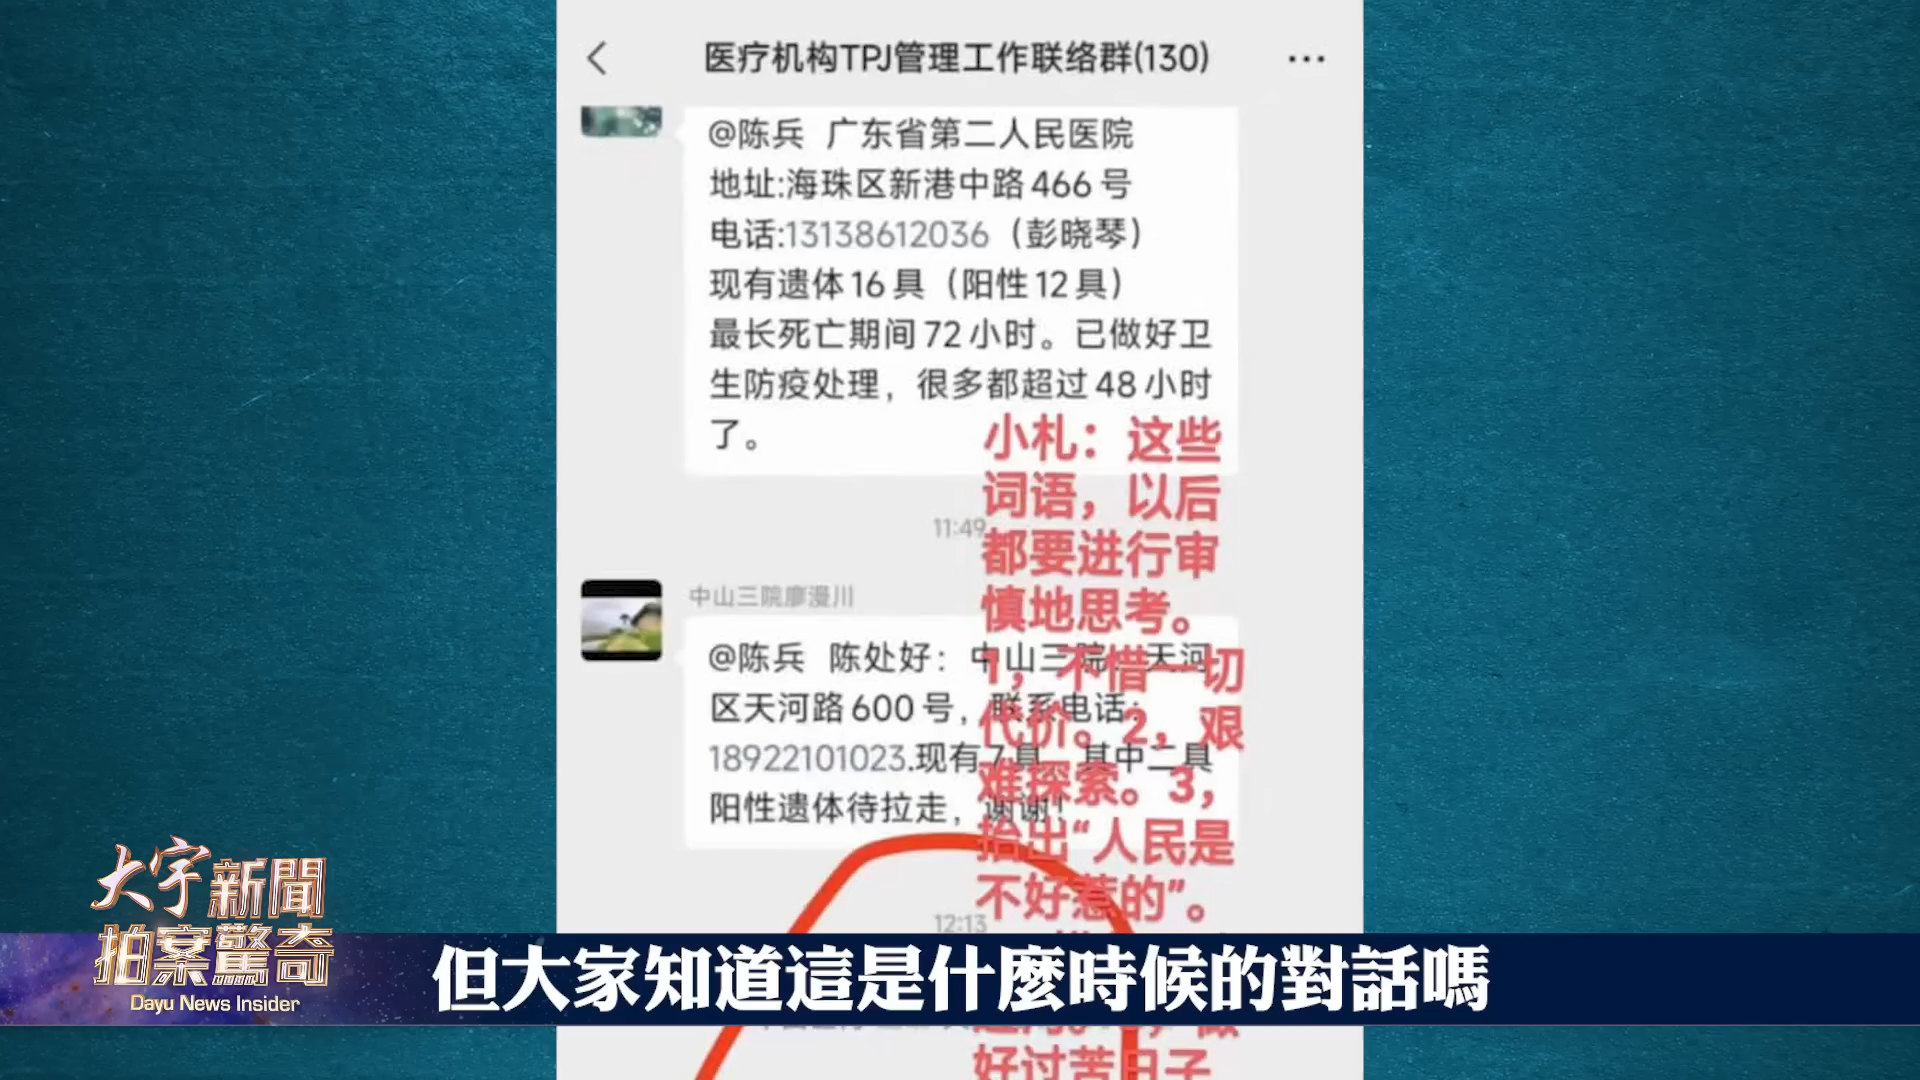 医疗机构TPJ管理工作联络群(130)
@陈兵 广东省第二人民医院
地址:海珠区新港中路466号
电话:13138612036（彭晓琴）
现有遗体16具（阳性12具）
最长死亡期间72小时。已做好卫
生防疫处理，很多都超过48小时
了。
11:49
中山三院廖漫川
@陈兵 陈处好：中山三院，天河
区天河路600号，联系电话：
18922101023.现有7具，其中二具
阳性遗体待拉走，谢谢！
12:13
小札：这些
词语，以后
都要进行审
慎地思考。
1，不惜一切
代价。2，艰
难探索。3，
抬出“人民是
不好惹的”。
好过苦日子
大宇新聞
拍案驚奇
Dayu News Insider
但大家知道這是什麼時候的對話嗎